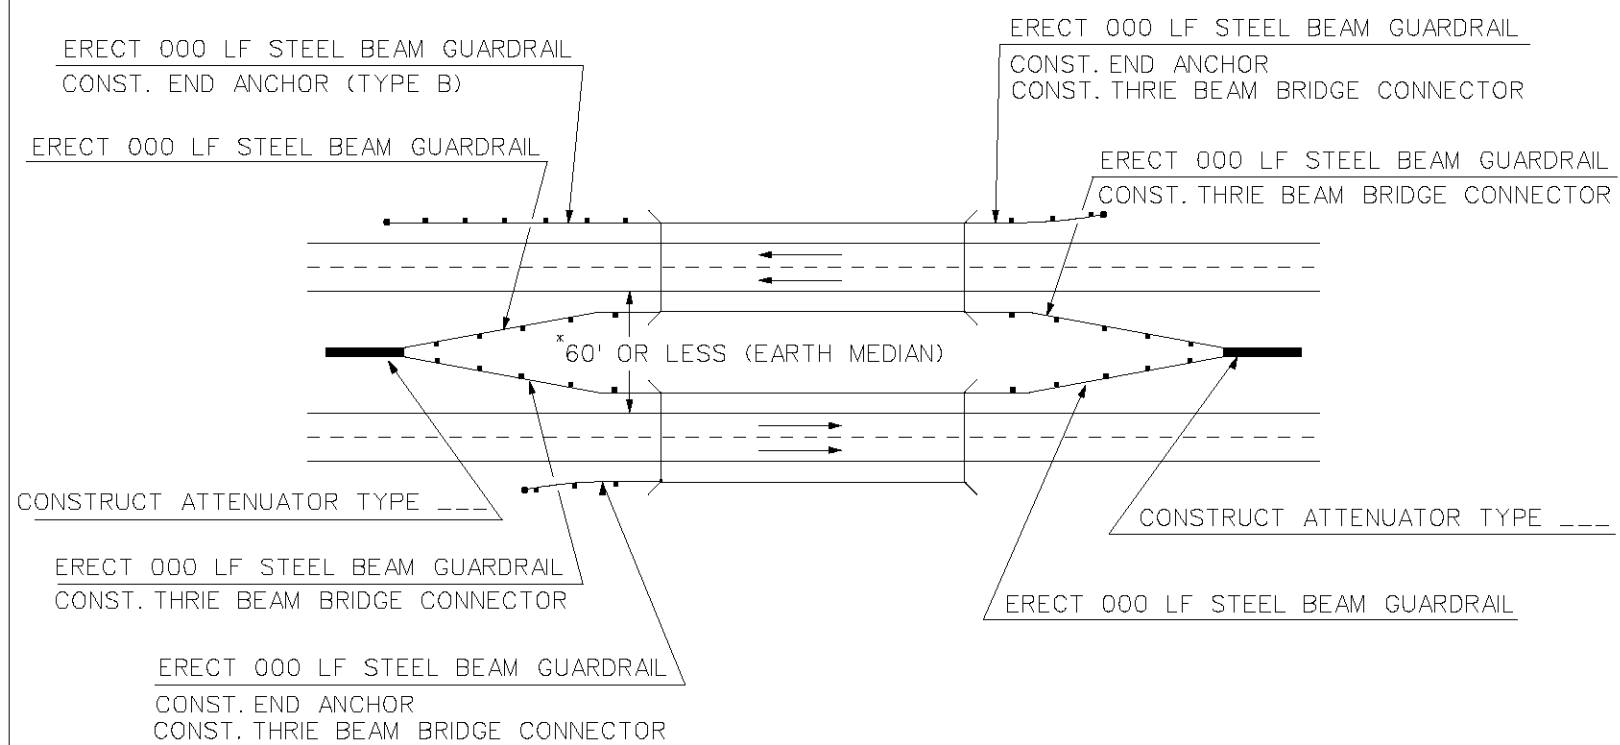 ERECT 000 LF STEEL BEAM GUARDRAIL
CONST. END ANCHOR (TYPE B)
ERECT 000 LF STEEL BEAM GUARDRAIL
CONST. END ANCHOR
CONST. THRIE BEAM BRIDGE CONNECTOR
ERECT 000 LF STEEL BEAM GUARDRAIL
ERECT 000 LF STEEL BEAM GUARDRAIL
CONST. THRIE BEAM BRIDGE CONNECTOR
*60' OR LESS (EARTH MEDIAN)
CONSTRUCT ATTENUATOR TYPE ___
CONSTRUCT ATTENUATOR TYPE ___
ERECT 000 LF STEEL BEAM GUARDRAIL
CONST. THRIE BEAM BRIDGE CONNECTOR
ERECT 000 LF STEEL BEAM GUARDRAIL
ERECT 000 LF STEEL BEAM GUARDRAIL
CONST. END ANCHOR
CONST. THRIE BEAM BRIDGE CONNECTOR